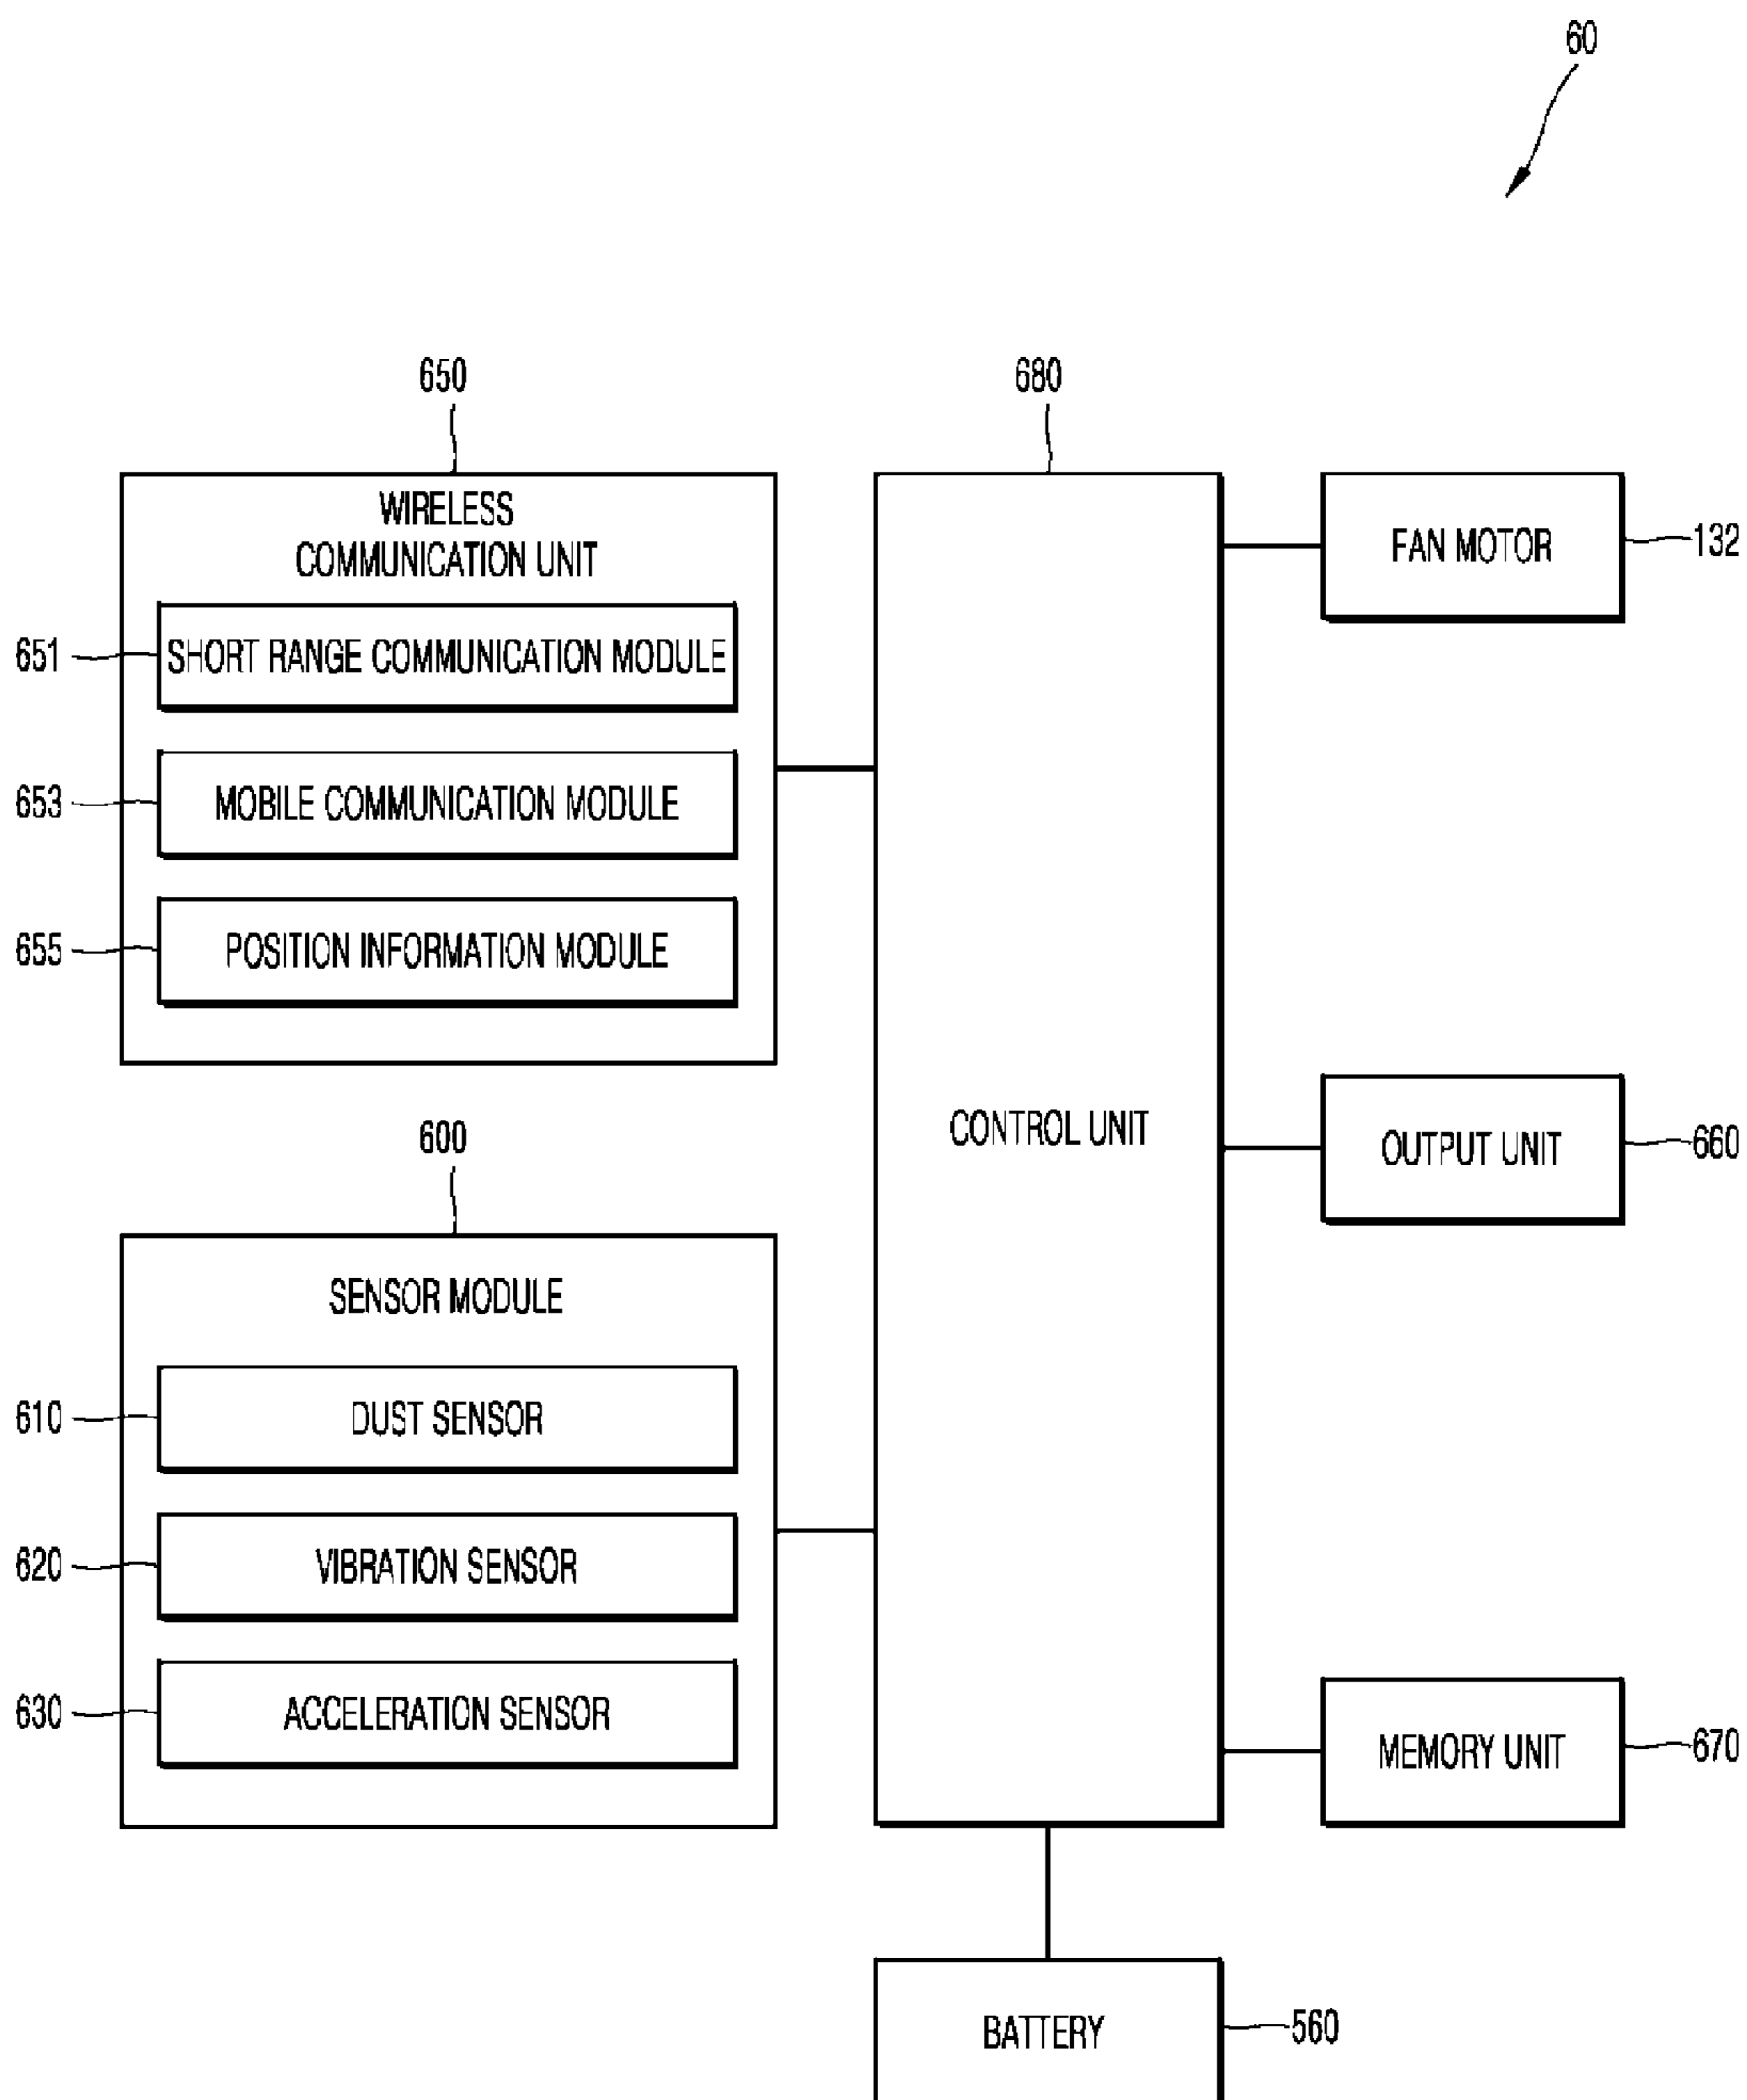 60
650
680
WIRELESS
COMMUNICATION UNIT
FAN MOTOR
132
651
SHORT RANGE COMMUNICATION MODULE
653
MOBILE COMMUNICATION MODULE
655
POSITION INFORMATION MODULE
600
CONTROL UNIT
OUTPUT UNIT
660
SENSOR MODULE
610
DUST SENSOR
620
VIBRATION SENSOR
630
ACCELERATION SENSOR
MEMORY UNIT
670
BATTERY
560